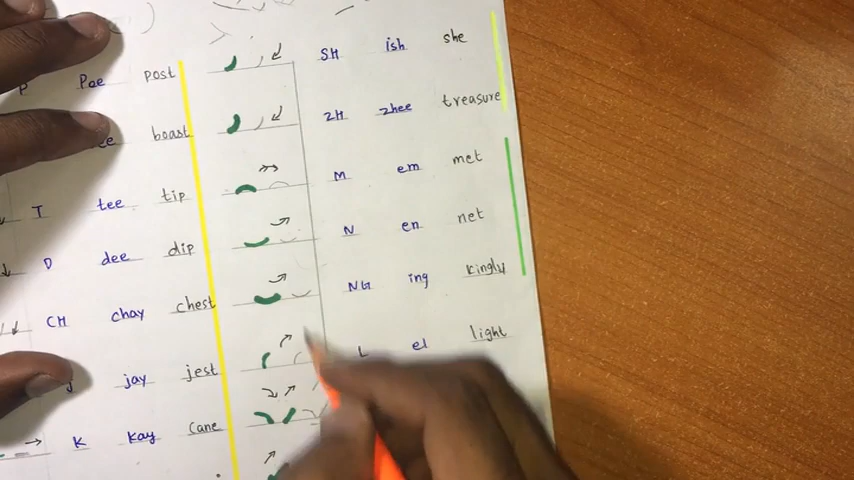 P Pee post SH ish she
boast ZH zhee treasure
T tee tip M em met
D dee dip N en net
CH chay chest NG ing kingly
jay jest L el light
K kay cane